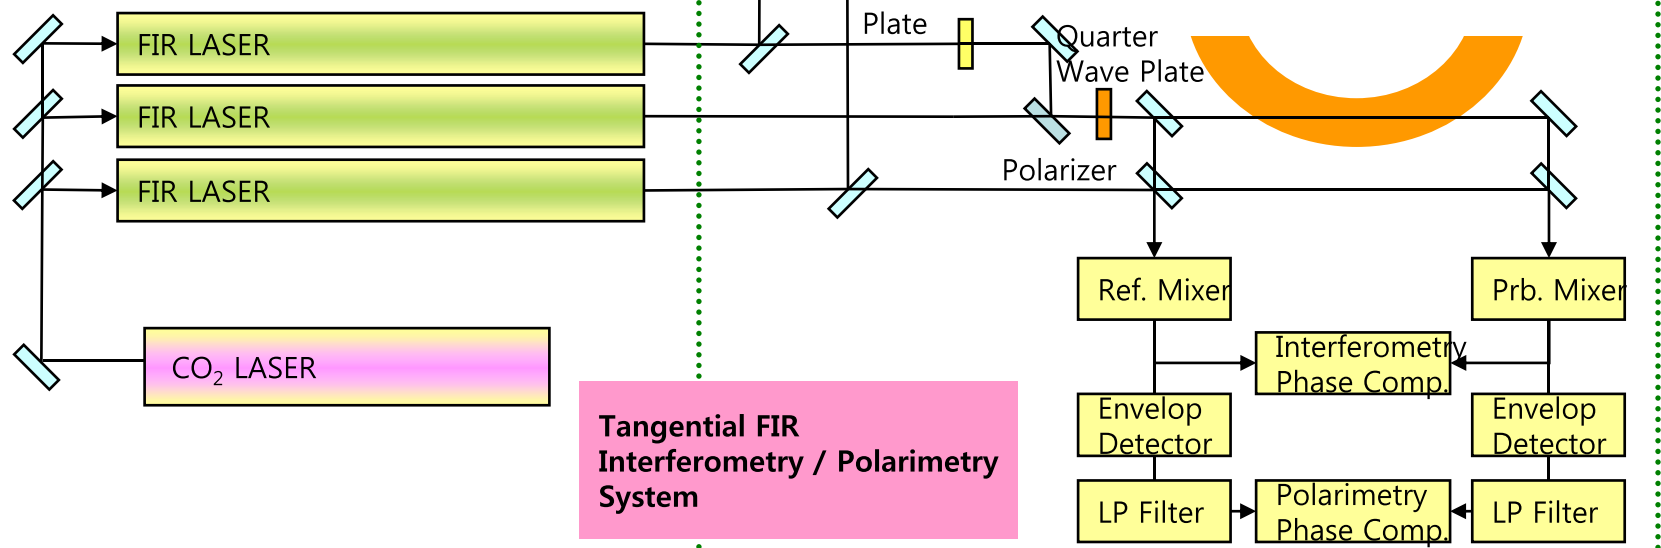 Plate
FIR LASER
Quarter
Wave Plate
FIR LASER
Polarizer
FIR LASER
Ref. Mixer
Prb. Mixer
CO₂ LASER
Interferometry
Phase Comp.
Tangential FIR
Interferometry / Polarimetry
System
Envelop
Detector
Envelop
Detector
LP Filter
Polarimetry
Phase Comp.
LP Filter